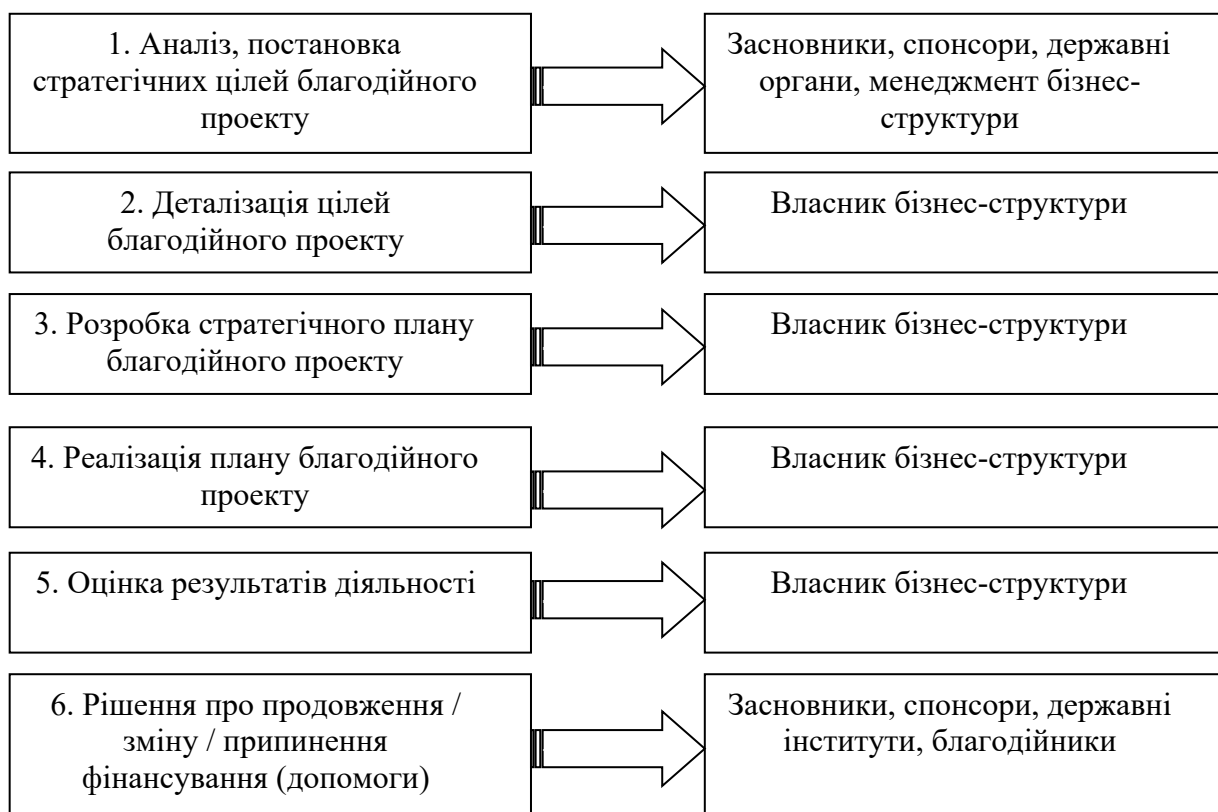 1. Аналіз, постановка
стратегічних цілей благодійного
проекту
Засновники, спонсори, державні
органи, менеджмент бізнес-
структури
2. Деталізація цілей
благодійного проекту
Власник бізнес-структури
3. Розробка стратегічного плану
благодійного проекту
Власник бізнес-структури
4. Реалізація плану благодійного
проекту
Власник бізнес-структури
5. Оцінка результатів діяльності
Власник бізнес-структури
6. Рішення про продовження /
зміну / припинення
фінансування (допомоги)
Засновники, спонсори, державні
інститути, благодійники